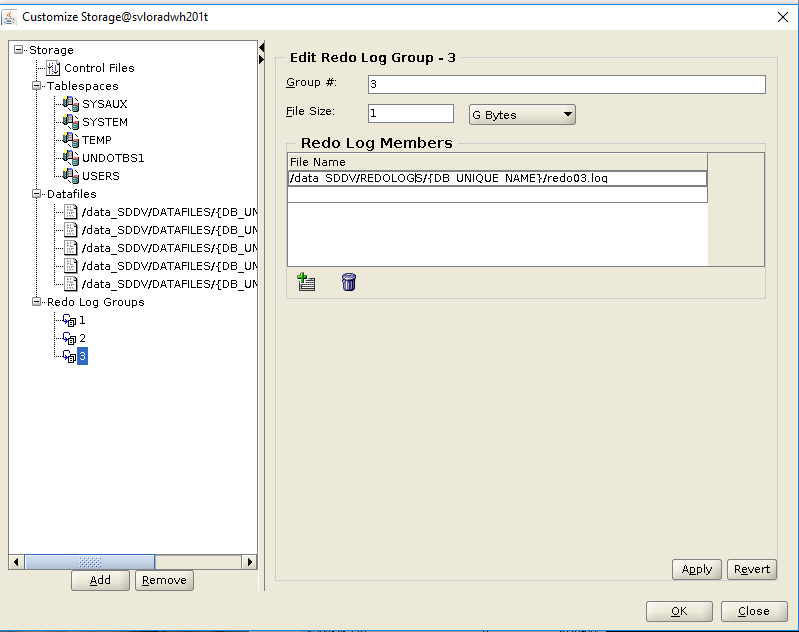 Customize Storage@svloradwh201t
Storage
Control Files
Tablespaces
SYSAUX
SYSTEM
TEMP
UNDOTBS1
USERS
Datafiles
/data_SDDV/DATAFILES/{DB_UN
/data_SDDV/DATAFILES/{DB_UN
/data_SDDV/DATAFILES/{DB_UN
/data_SDDV/DATAFILES/{DB_UN
/data_SDDV/DATAFILES/{DB_UN
Redo Log Groups
1
2
3
Add Remove
Edit Redo Log Group - 3
Group #: 3
File Size: 1 G Bytes
Redo Log Members
File Name
/data_SDDV/REDOLOGS/{DB_UNIQUE_NAME}/redo03.log
Apply Revert
OK Close